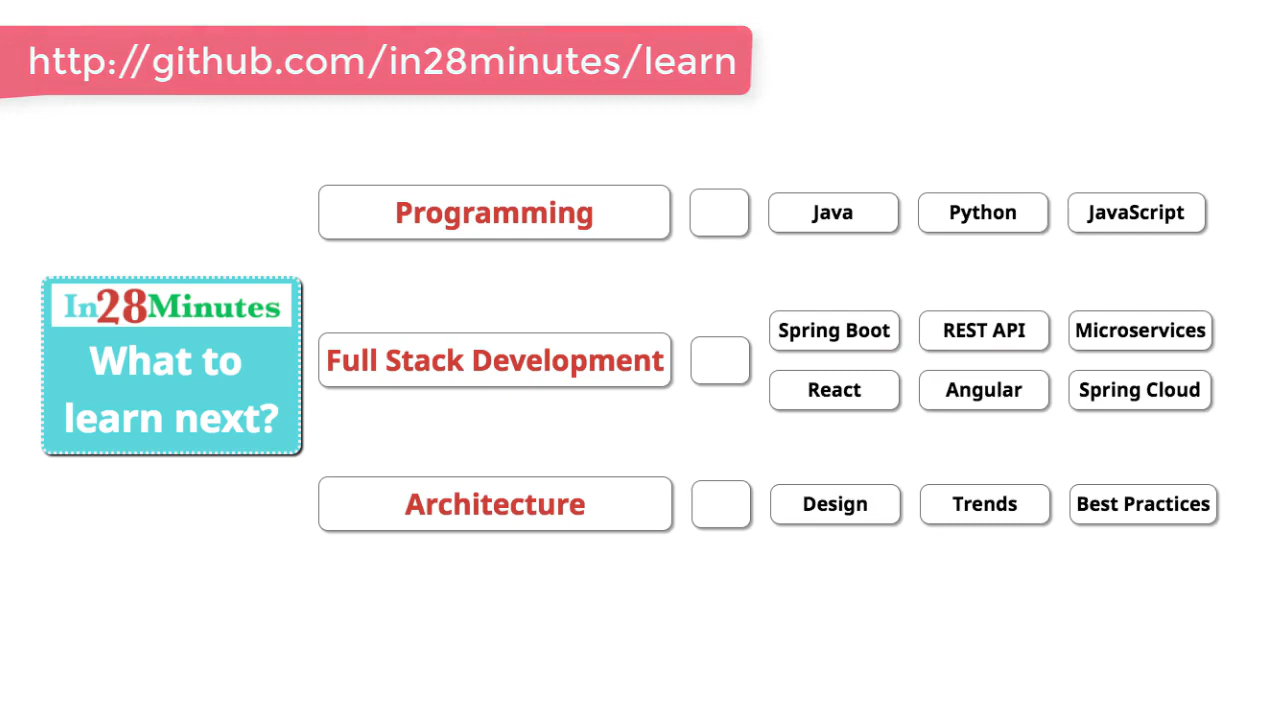 http://github.com/in28minutes/learn
Programming
Java
Python
JavaScript
In28Minutes
What to
learn next?
Full Stack Development
Spring Boot
REST API
Microservices
React
Angular
Spring Cloud
Architecture
Design
Trends
Best Practices